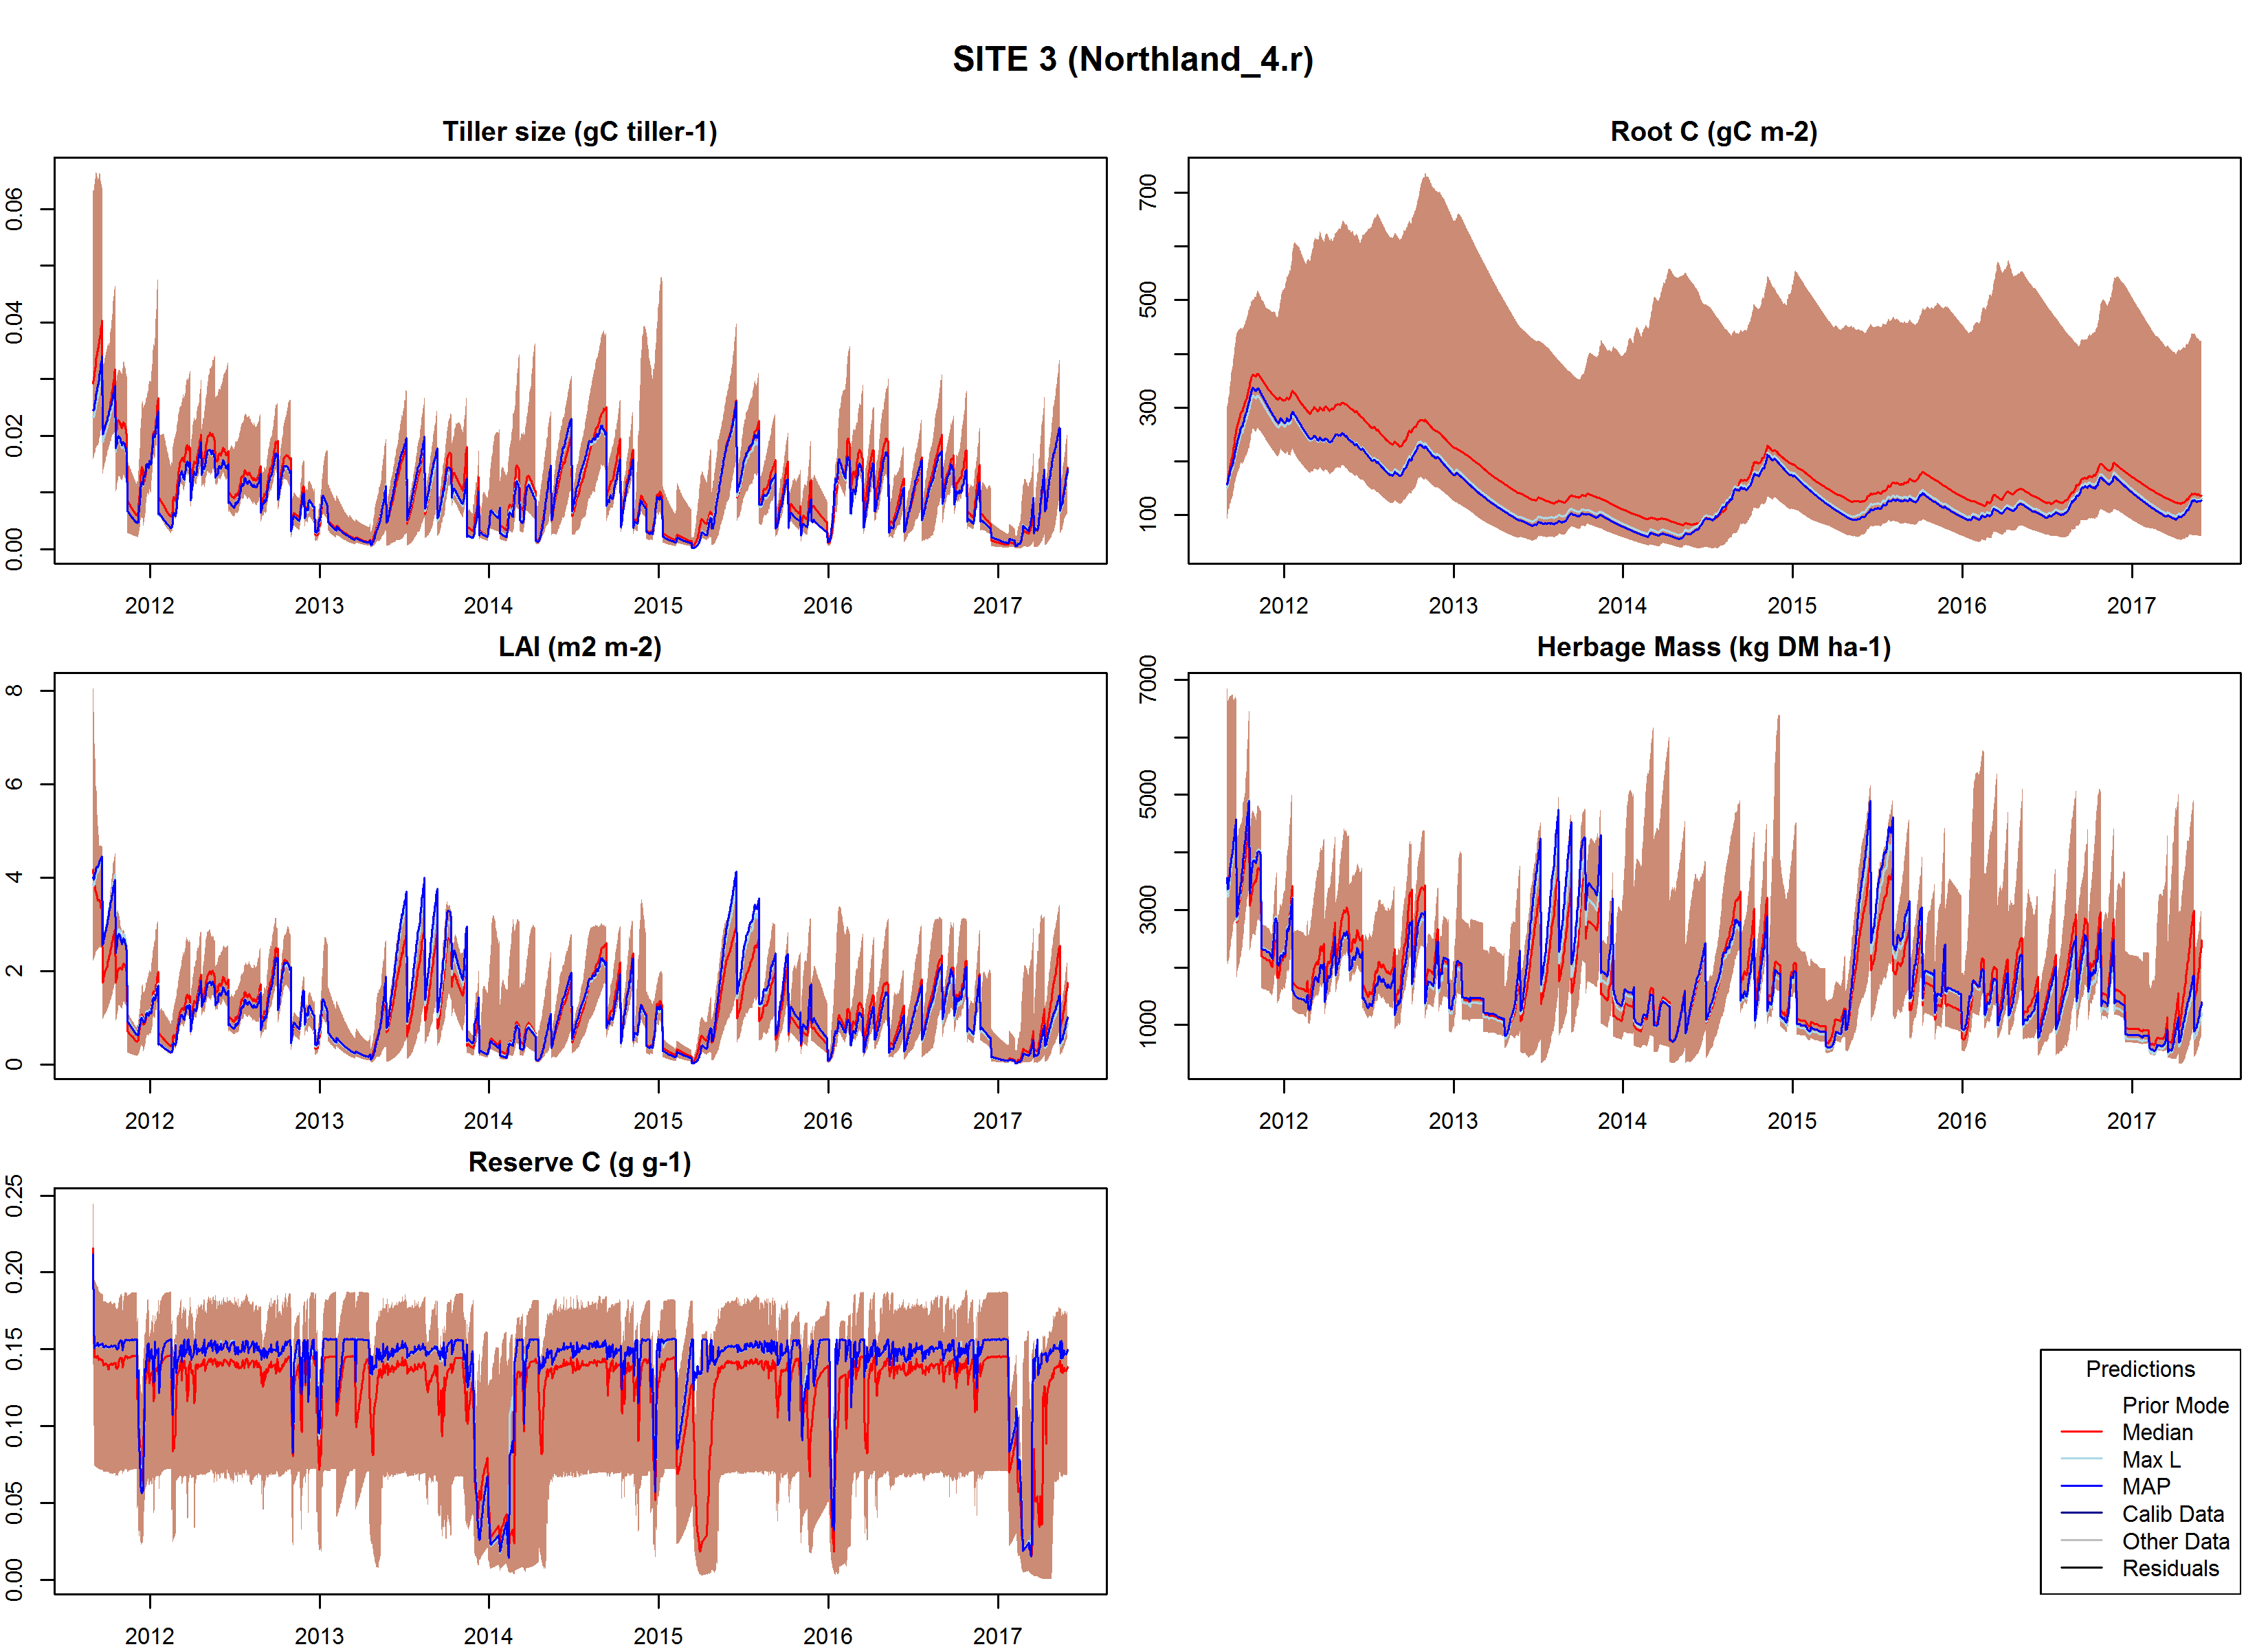 SITE 3 (Northland_4.r)
Tiller size (gC tiller-1)
0.06
0.04
0.02
0.00
2012 2013 2014 2015 2016 2017
Root C (gC m-2)
700
500
300
100
2012 2013 2014 2015 2016 2017
LAI (m2 m-2)
8
6
4
2
0
2012 2013 2014 2015 2016 2017
Herbage Mass (kg DM ha-1)
7000
5000
3000
1000
2012 2013 2014 2015 2016 2017
Reserve C (g g-1)
0.25
0.20
0.15
0.10
0.05
0.00
2012 2013 2014 2015 2016 2017
Predictions
Prior Mode
Median
Max L
MAP
Calib Data
Other Data
Residuals